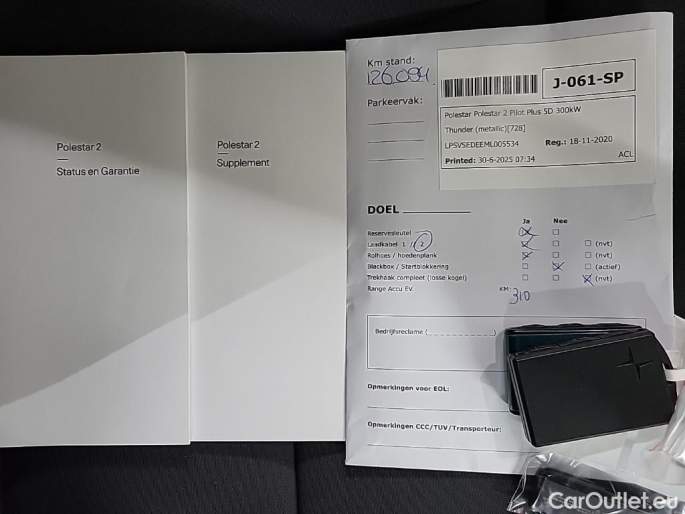 Polestar 2
Status en Garantie
Polestar 2
Supplement
Km stand:
126.094
Parkeervak:
J-061-SP
Polestar Polestar 2 Pilot Plus 5D 300kW
Thunder (metallic)[728]
LPSVSEDEEML005534
Reg.: 18-11-2020
Printed: 30-6-2025 07:34
ACL
DOEL
Ja Nee
Reservesleutel
Laadkabel 1 / 2 (nvt)
Rolhoes / hoedenplank (nvt)
Blackbox / Startblokkering (actief)
Trekhaak compleet (losse kogel) (nvt)
Range Accu EV. KM: 310
Bedrijfsreclame (_ _ _ _ _ _ _ _ _ _ _)
Opmerkingen voor EOL:
Opmerkingen CCC/TUV/Transporteur:
CarOutlet.eu